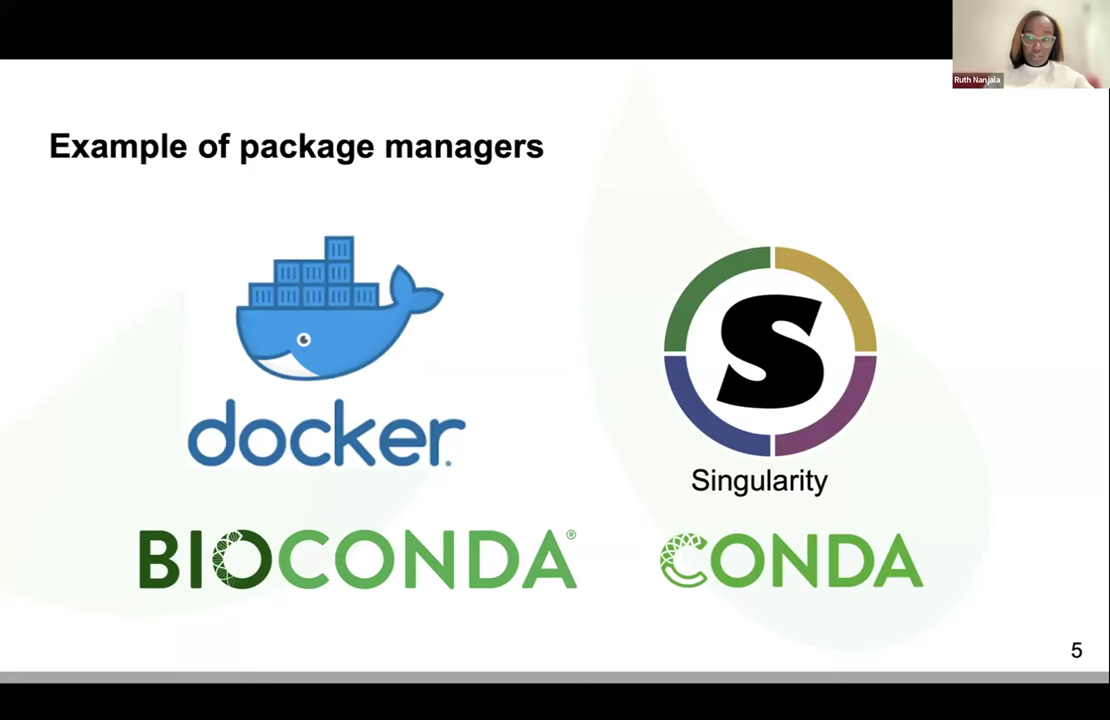 Ruth Nanjala
Example of package managers
docker
S
Singularity
BIOCONDA®
CONDA
5